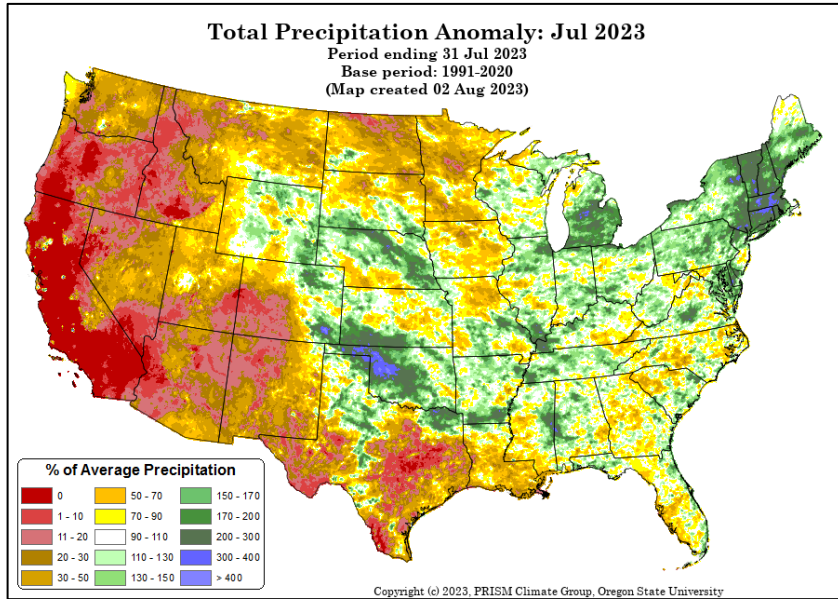 Total Precipitation Anomaly: Jul 2023
Period ending 31 Jul 2023
Base period: 1991-2020
(Map created 02 Aug 2023)
% of Average Precipitation
0
1 - 10
11 - 20
20 - 30
30 - 50
50 - 70
70 - 90
90 - 110
110 - 130
130 - 150
150 - 170
170 - 200
200 - 300
300 - 400
> 400
Copyright (c) 2023, PRISM Climate Group, Oregon State University